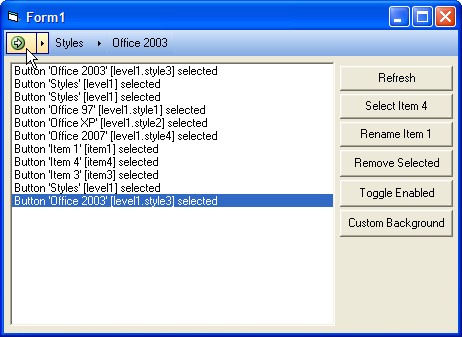 Form1
Styles Office 2003
Button 'Office 2003' [level1.style3] selected
Button 'Styles' [level1] selected
Button 'Styles' [level1] selected
Button 'Office 97' [level1.style1] selected
Button 'Office XP' [level1.style2] selected
Button 'Office 2007' [level1.style4] selected
Button 'Item 1' [item1] selected
Button 'Item 4' [item4] selected
Button 'Item 3' [item3] selected
Button 'Styles' [level1] selected
Button 'Office 2003' [level1.style3] selected
Refresh
Select Item 4
Rename Item 1
Remove Selected
Toggle Enabled
Custom Background